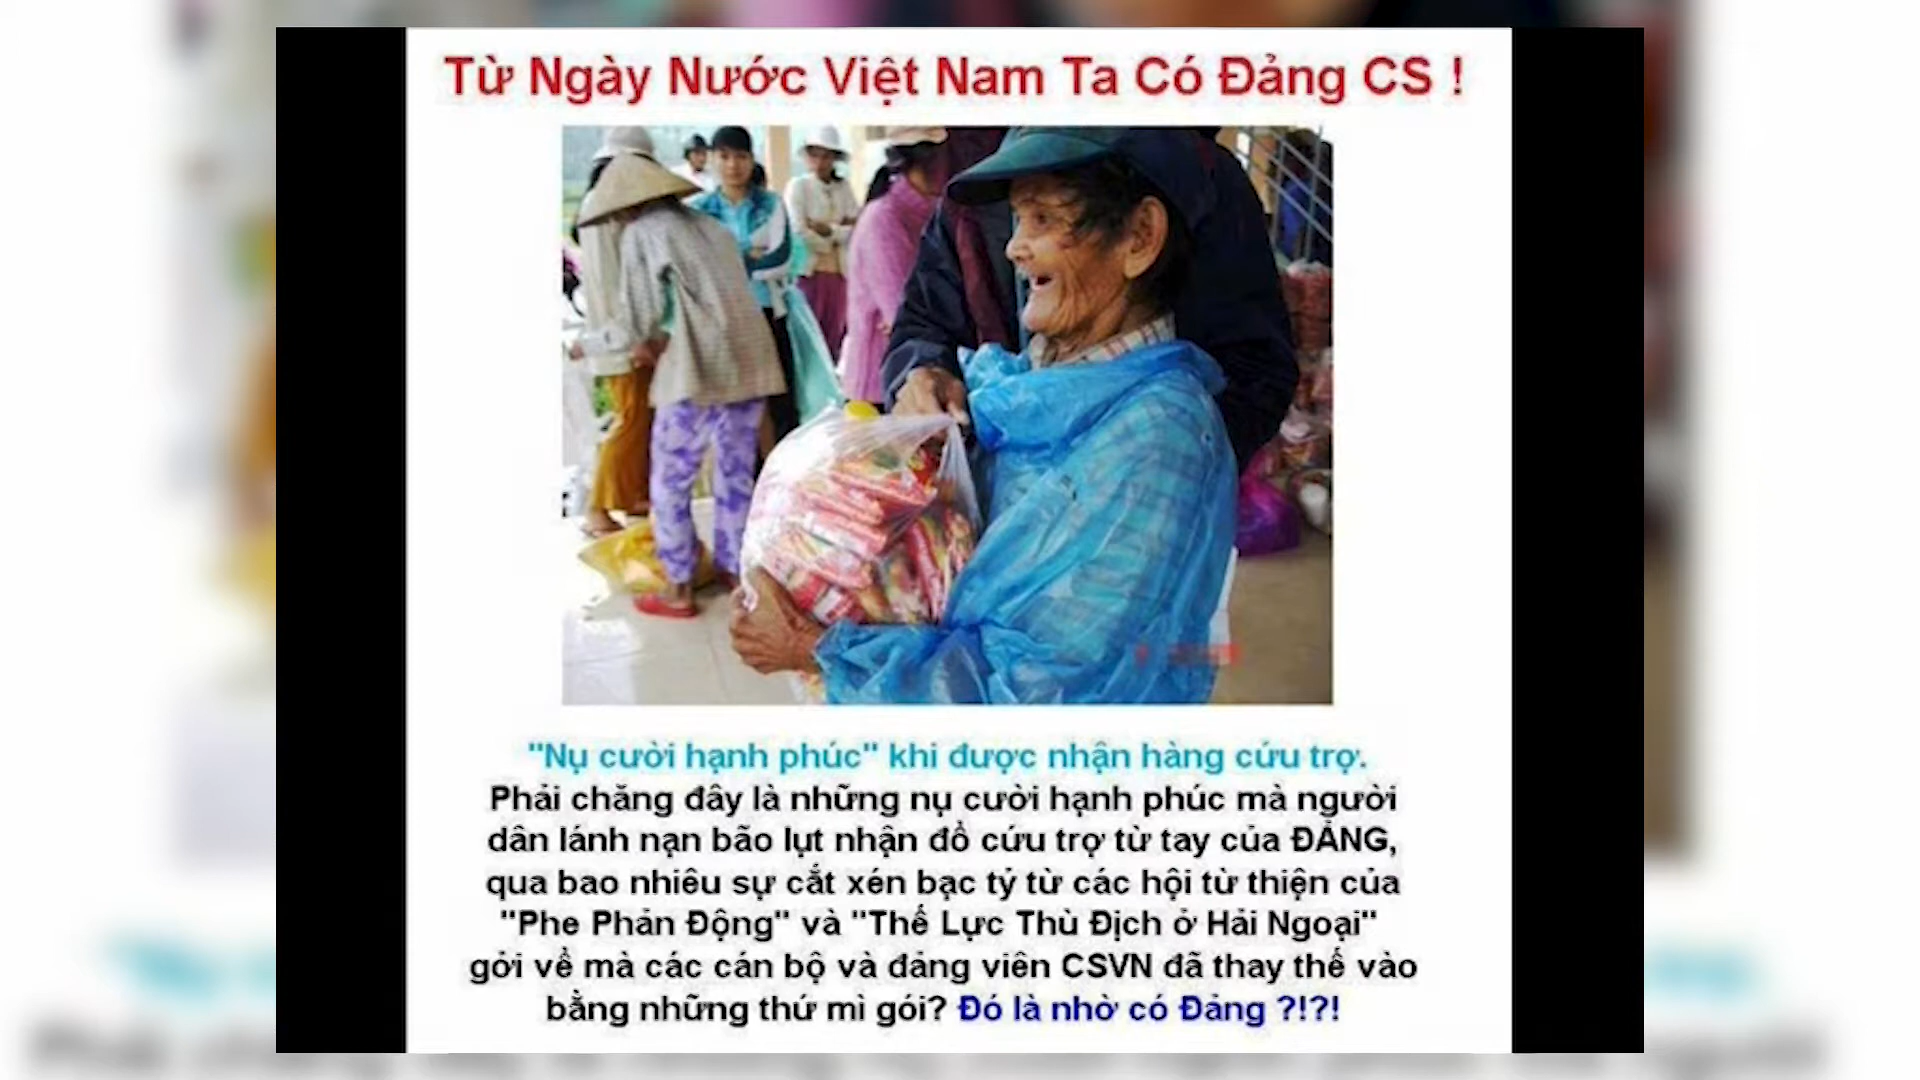 Từ Ngày Nước Việt Nam Ta Có Đảng CS !
"Nụ cười hạnh phúc" khi được nhận hàng cứu trợ.
Phải chăng đây là những nụ cười hạnh phúc mà người
dân lánh nạn bão lụt nhận đồ cứu trợ từ tay của ĐẢNG,
qua bao nhiêu sự cắt xén bạc tỷ từ các hội từ thiện của
"Phe Phản Động" và "Thế Lực Thù Địch ở Hải Ngoại"
gởi về mà các cán bộ và đảng viên CSVN đã thay thế vào
bằng những thứ mì gói? Đó là nhờ có Đảng ?!?!